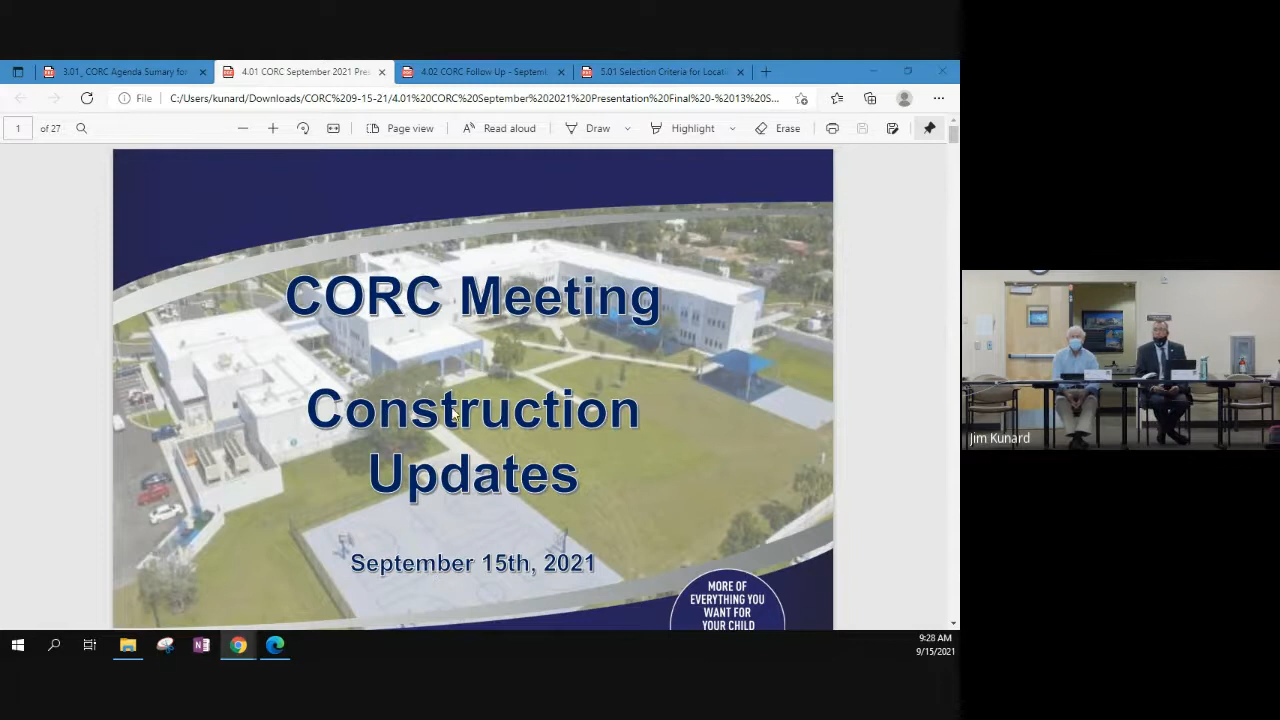 3.01_ CORC Agenda Sumary for
4.01 CORC September 2021 Pre
4.02 CORC Follow Up - Septem
5.01 Selection Criteria for Locat
File
C:/Users/kunard/Downloads/CORC%209-15-21/4.01%20CORC%20September%202021%20Presentation%20Final%20-%2013%20S...
1 of 27
Page view
Read aloud
Draw
Highlight
Erase
CORC Meeting
Construction
Updates
September 15th, 2021
MORE OF
EVERYTHING YOU
WANT FOR
YOUR CHILD
Jim Kunard
9:28 AM
9/15/2021